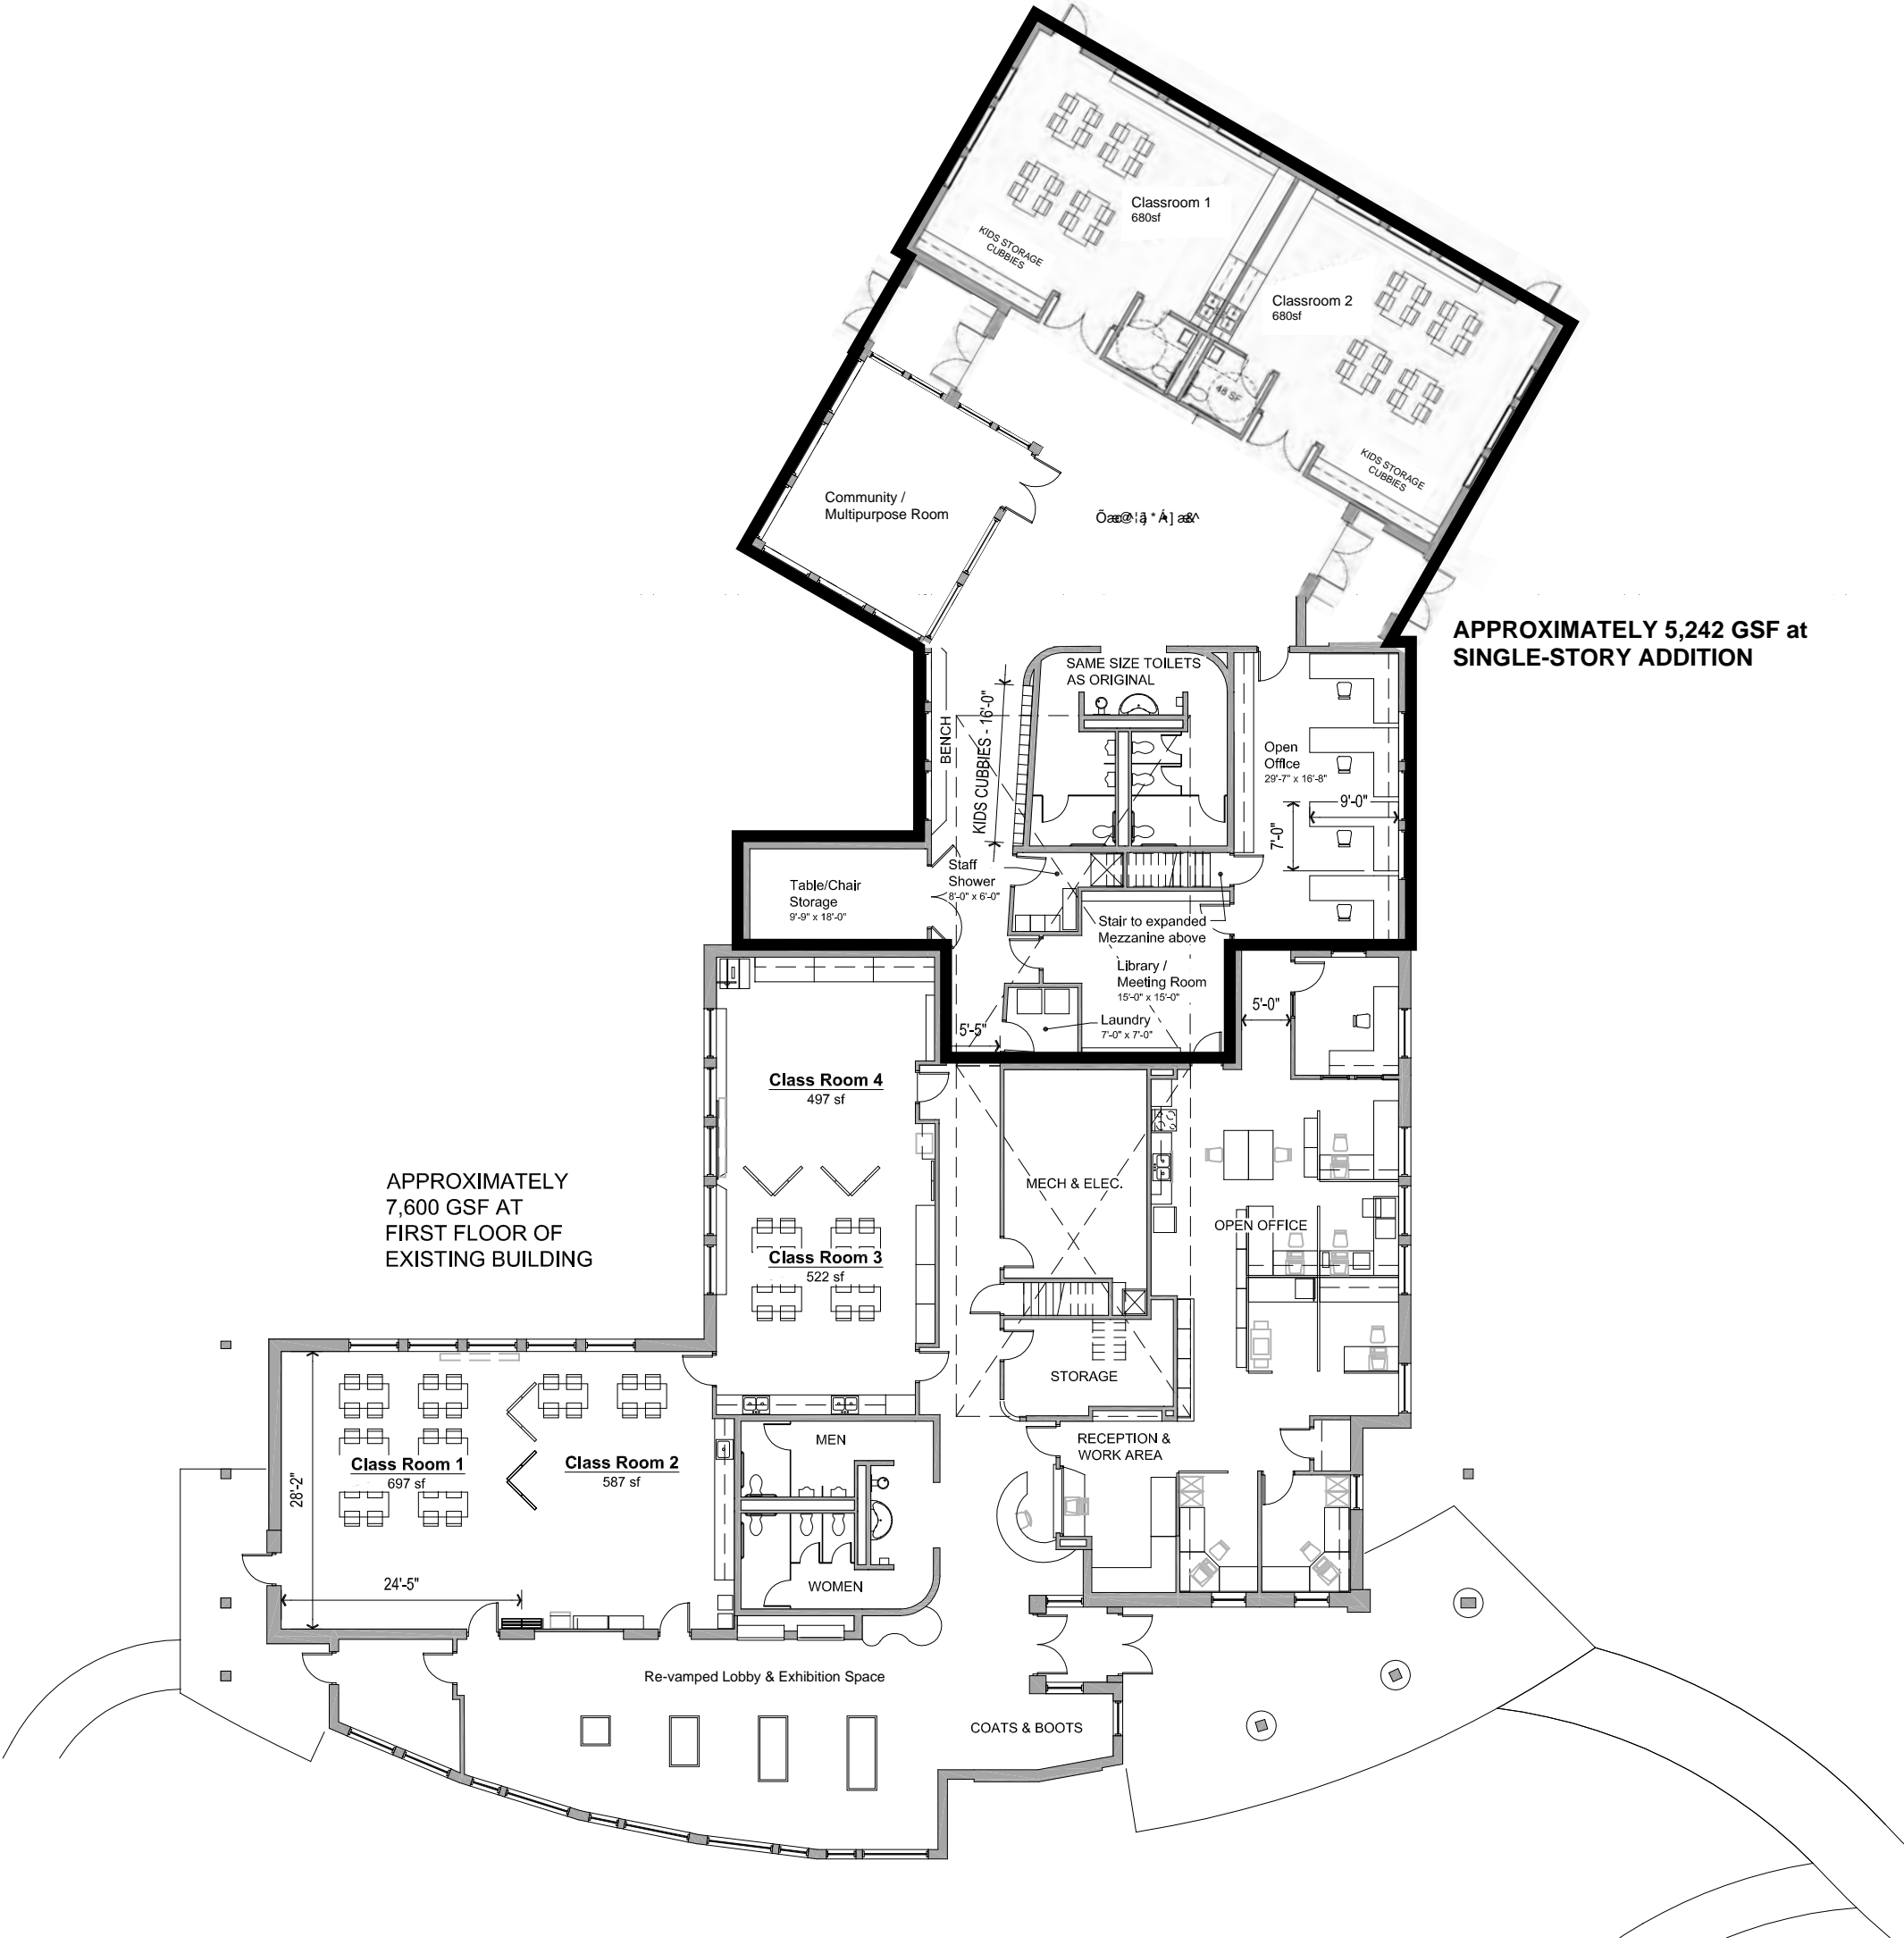 Classroom 1
680sf
KIDS STORAGE
CUBBIES
Classroom 2
680sf
48 SF
KIDS STORAGE
CUBBIES
Community /
Multipurpose Room
APPROXIMATELY 5,242 GSF at
SINGLE-STORY ADDITION
SAME SIZE TOILETS
AS ORIGINAL
BENCH
KIDS CUBBIES - 16'-0"
Open
Office
29'-7" x 16'-8"
9'-0"
7'-0"
Staff
Shower
8'-0" x 6'-0"
Table/Chair
Storage
9'-9" x 18'-0"
Stair to expanded
Mezzanine above
Library /
Meeting Room
15'-0" x 15'-0"
Laundry
7'-0" x 7'-0"
5'-5"
5'-0"
Class Room 4
497 sf
MECH & ELEC.
APPROXIMATELY
7,600 GSF AT
FIRST FLOOR OF
EXISTING BUILDING
OPEN OFFICE
Class Room 3
522 sf
STORAGE
MEN
RECEPTION &
WORK AREA
Class Room 1
697 sf
Class Room 2
587 sf
28'-2"
24'-5"
WOMEN
Re-vamped Lobby & Exhibition Space
COATS & BOOTS